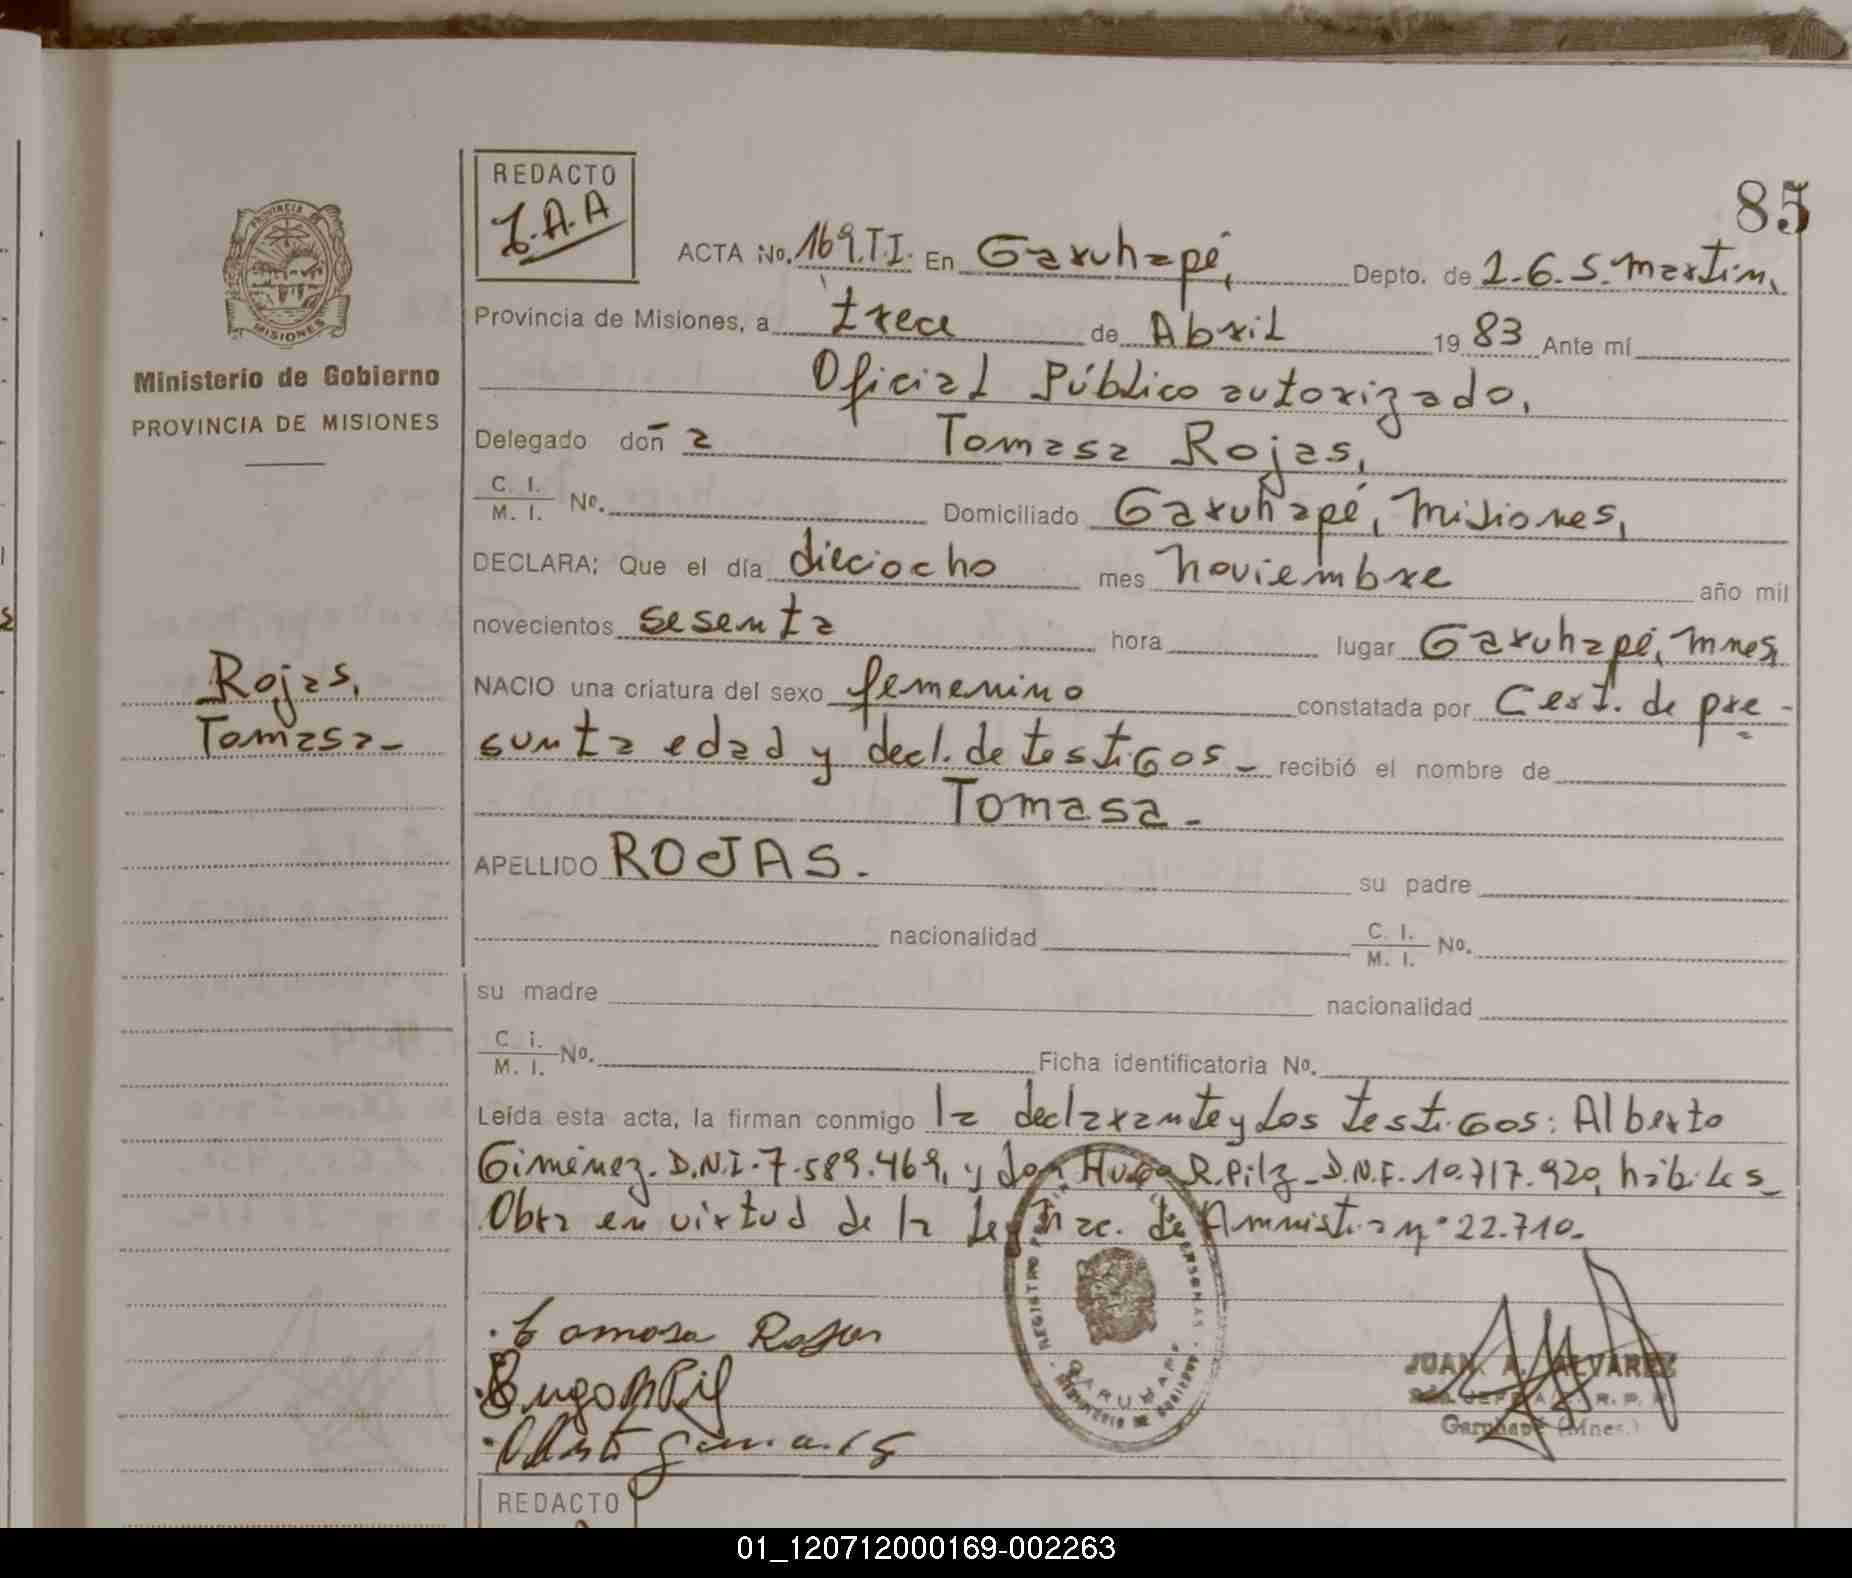 85
REDACTO
J.A.A
ACTA No. 169.T.I. En Garuhapé, Depto. de L.G.S. martin,
Provincia de Misiones, a trece de Abril 1983 Ante mí
Oficial Público autorizado,
Delegado doña Tomasa Rojas,
C. I. / M. I. No. Domiciliado Garuhapé, Misiones,
DECLARA: Que el día dieciocho mes noviembre año mil
novecientos sesenta hora lugar Garuhapé, Mnes,
NACIO una criatura del sexo femenino constatada por Cert. de pre-
sunta edad y decl. de testigos - recibió el nombre de
Tomasa -
APELLIDO ROJAS. su padre
nacionalidad C. I. / M. I. No.
su madre nacionalidad
C. i. / M. I. No. Ficha identificatoria No.
Leída esta acta, la firman conmigo la declarante y Los testigos: Alberto
Giménez. D.N.I. 7.589.469, y don Hugo R. Pilz - D.N.I. 10.717.920, hábiles -
Obra en virtud de la Ley Nac. de Amnistia nº 22.710 -
MISIONES
Ministerio de Gobierno
PROVINCIA DE MISIONES
Rojas,
Tomasa -
Tomasa Rojas
JUAN A. ALVAREZ
Garuhapé (Mnes.)
REDACTO
01_120712000169-002263